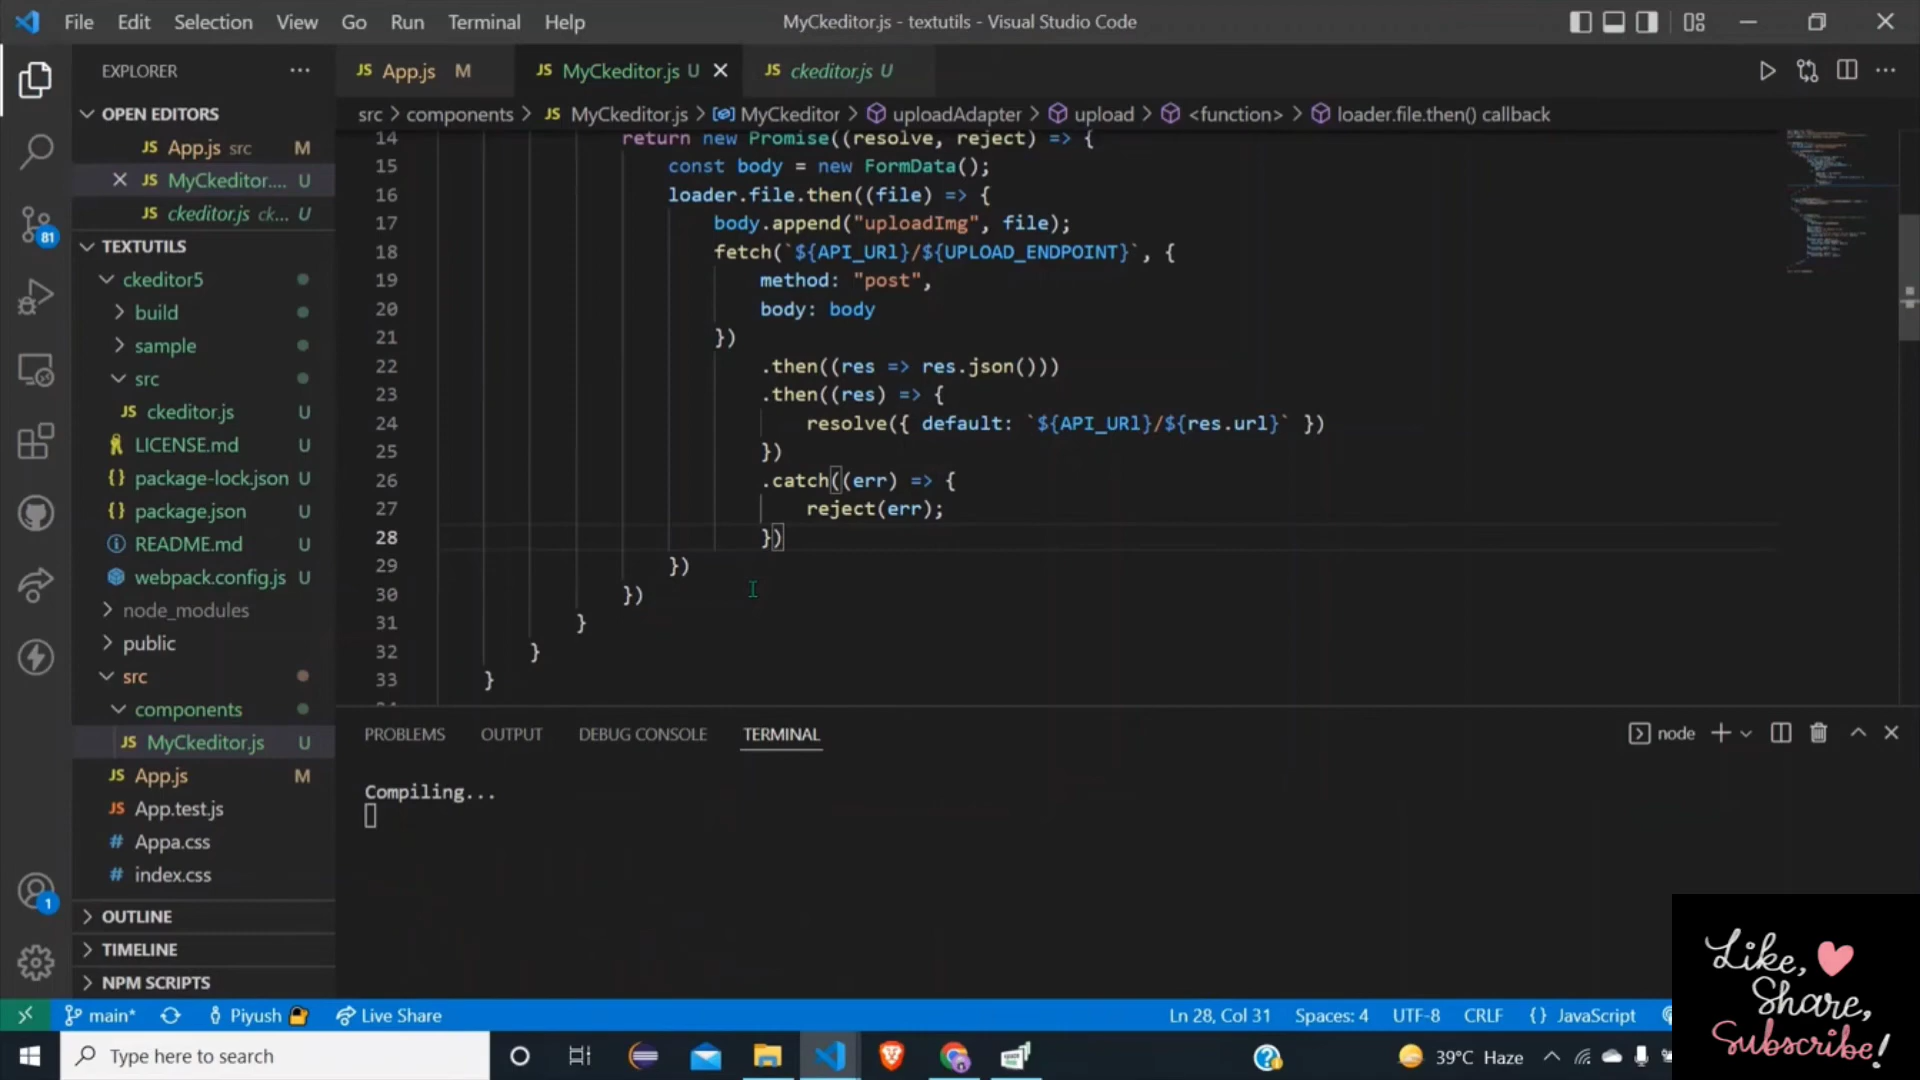 File Edit Selection View Go Run Terminal Help
MyCkeditor.js - textutils - Visual Studio Code
EXPLORER
JS App.js M
JS MyCkeditor.js U
JS ckeditor.js U
OPEN EDITORS
src > components > JS MyCkeditor.js > MyCkeditor > uploadAdapter > upload > <function> > loader.file.then() callback
JS App.js src M
JS MyCkeditor.... U
JS ckeditor.js ck... U
81
TEXTUTILS
ckeditor5
build
sample
src
JS ckeditor.js U
LICENSE.md U
{} package-lock.json U
{} package.json U
README.md U
webpack.config.js U
node_modules
public
src
components
JS MyCkeditor.js U
JS App.js M
JS App.test.js
# Appa.css
# index.css
1
OUTLINE
TIMELINE
NPM SCRIPTS
14 return new Promise((resolve, reject) => {
15 const body = new FormData();
16 loader.file.then((file) => {
17 body.append("uploadImg", file);
18 fetch(`${API_URl}/${UPLOAD_ENDPOINT}`, {
19 method: "post",
20 body: body
21 })
22 .then((res => res.json()))
23 .then((res) => {
24 resolve({ default: `${API_URl}/${res.url}` })
25 })
26 .catch((err) => {
27 reject(err);
28 })
29 })
30 })
31 }
32 }
33 }
PROBLEMS OUTPUT DEBUG CONSOLE TERMINAL
node
Compiling...
Like,
Share,
Subscribe!
main* Piyush Live Share
Ln 28, Col 31 Spaces: 4 UTF-8 CRLF {} JavaScript
Type here to search
39°C Haze